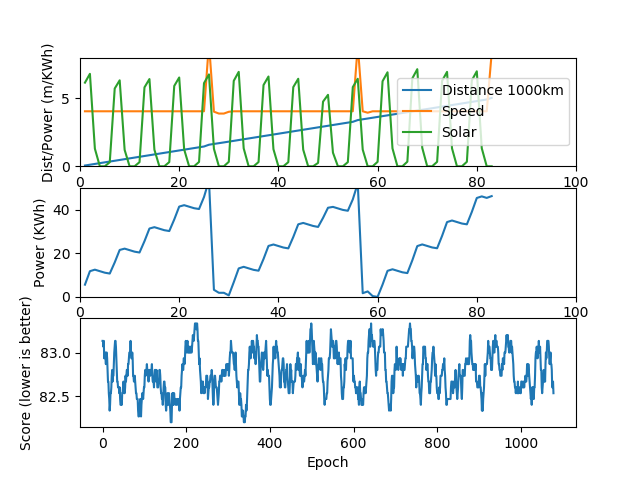 Dist/Power (m/KWh)
5
0
Distance 1000km
Speed
Solar
0 20 40 60 80 100
Power (KWh)
40
20
0
0 20 40 60 80 100
Score (lower is better)
83.0
82.5
0 200 400 600 800 1000
Epoch